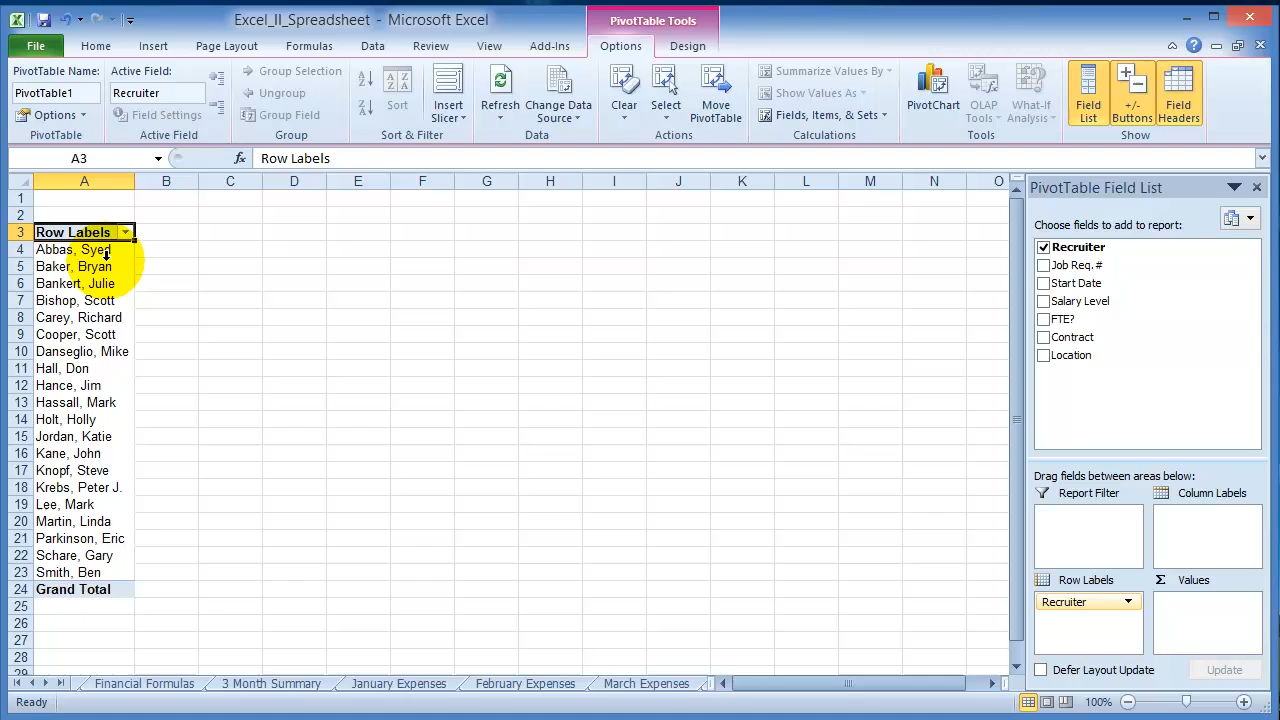 Excel_II_Spreadsheet - Microsoft Excel
PivotTable Tools
File Home Insert Page Layout Formulas Data Review View Add-Ins Options Design
PivotTable Name:
PivotTable1
Options
PivotTable
Active Field:
Recruiter
Field Settings
Active Field
Group Selection
Ungroup
Group Field
Group
Sort
Insert
Slicer
Sort & Filter
Refresh
Change Data
Source
Data
Clear
Select
Move
PivotTable
Actions
Summarize Values By
Show Values As
Fields, Items, & Sets
Calculations
PivotChart
OLAP
Tools
What-If
Analysis
Tools
Field
List
+/-
Buttons
Field
Headers
Show
A3 fx Row Labels
A B C D E F G H I J K L M N O
1
2
3 Row Labels
4 Abbas, Syed
5 Baker, Bryan
6 Bankert, Julie
7 Bishop, Scott
8 Carey, Richard
9 Cooper, Scott
10 Danseglio, Mike
11 Hall, Don
12 Hance, Jim
13 Hassall, Mark
14 Holt, Holly
15 Jordan, Katie
16 Kane, John
17 Knopf, Steve
18 Krebs, Peter J.
19 Lee, Mark
20 Martin, Linda
21 Parkinson, Eric
22 Schare, Gary
23 Smith, Ben
24 Grand Total
25
26
27
28
29
PivotTable Field List
Choose fields to add to report:
Recruiter
Job Req. #
Start Date
Salary Level
FTE?
Contract
Location
Drag fields between areas below:
Report Filter
Column Labels
Row Labels
Σ Values
Recruiter
Defer Layout Update
Update
Financial Formulas 3 Month Summary January Expenses February Expenses March Expenses
Ready
100%